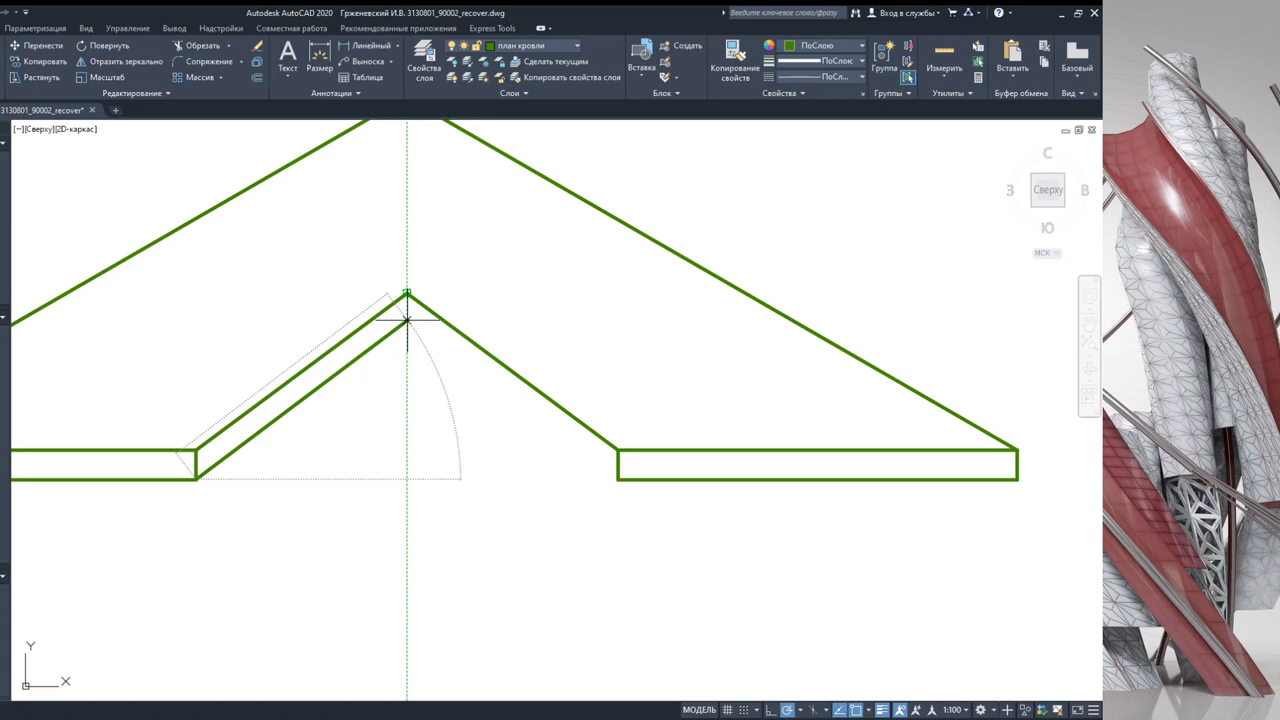 Autodesk AutoCAD 2020 Грженевский И.В. 3130801_90002_recover.dwg
Введите ключевое слово/фразу
Вход в службы
Параметризация Вид Управление Вывод Надстройки Совместная работа Рекомендованные приложения Express Tools
Перенести Повернуть Обрезать
Копировать Отразить зеркально Сопряжение
Растянуть Масштаб Массив
Редактирование
Текст Размер
Линейный
Выноска
Таблица
Аннотации
Свойства слоя
план кровли
Сделать текущим
Копировать свойства слоя
Слои
Вставка
Создать
Блок
Копирование свойств
ПоСлою
ПоСлою
ПоСл...
Свойства
Группа
Группы
Измерить
Утилиты
Вставить
Буфер обмена
Базовый
Вид
3130801_90002_recover*
[−][Сверху][2D-каркас]
С
З Сверху В
Ю
МСК
Y
X
МОДЕЛЬ 1:100